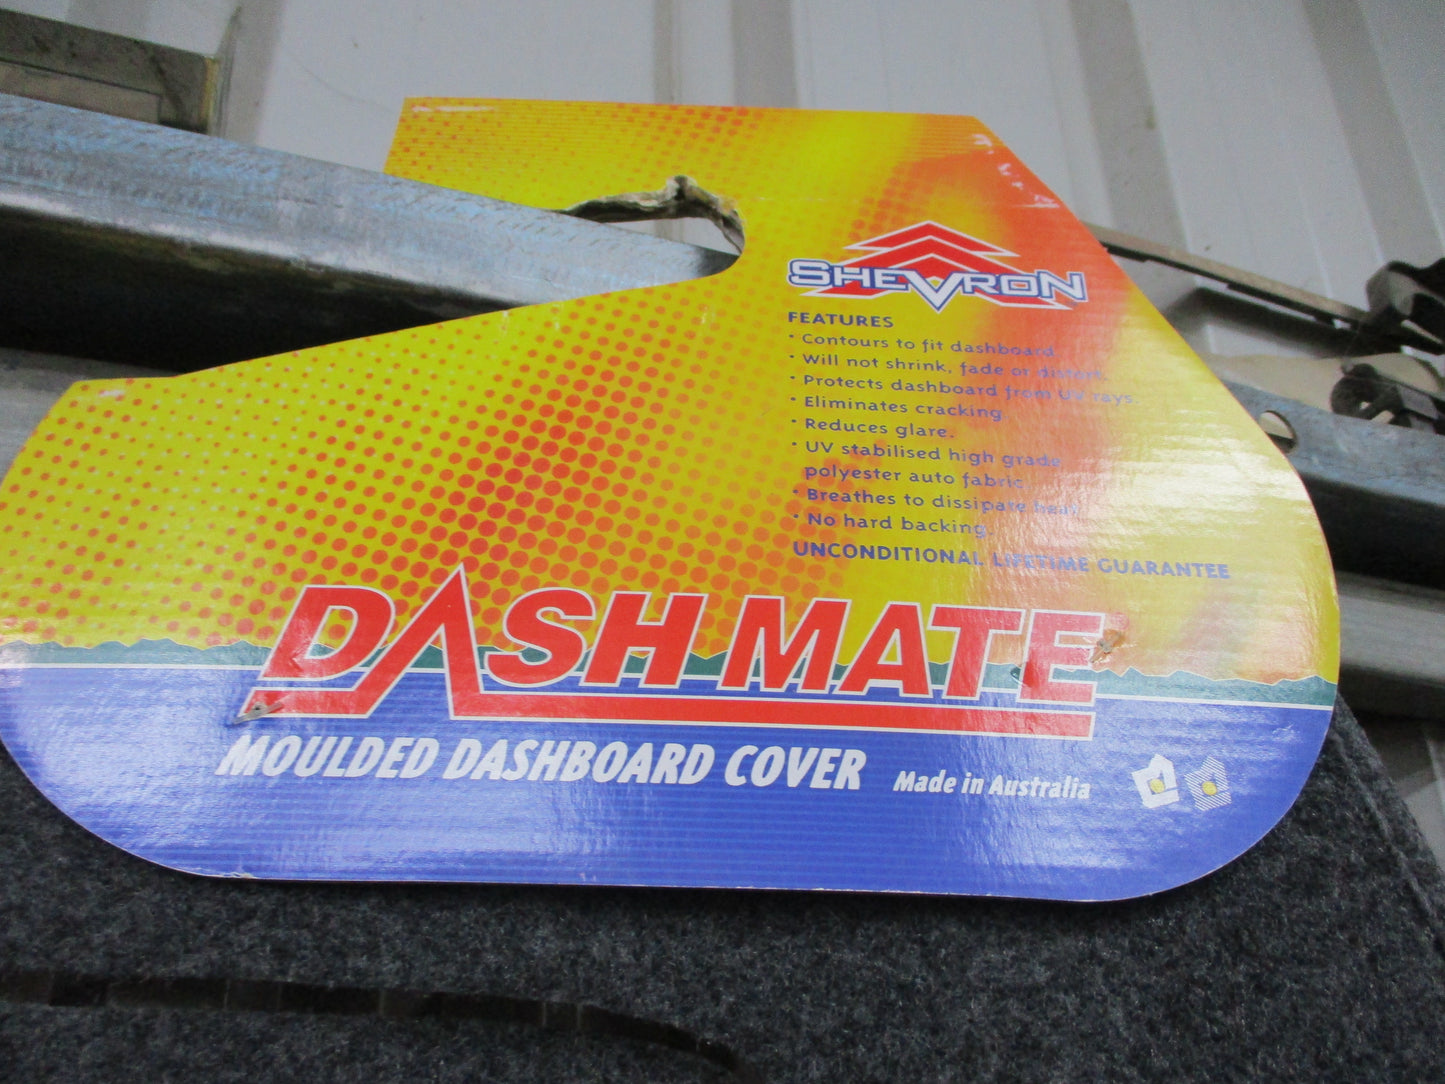 SHEVRON
FEATURES
• Contours to fit dashboard
• Will not shrink, fade or distort.
• Protects dashboard from UV rays.
• Eliminates cracking
• Reduces glare.
• UV stabilised high grade
polyester auto fabric
• Breathes to dissipate heat
• No hard backing
UNCONDITIONAL LIFETIME GUARANTEE
DASH MATE
MOULDED DASHBOARD COVER Made in Australia